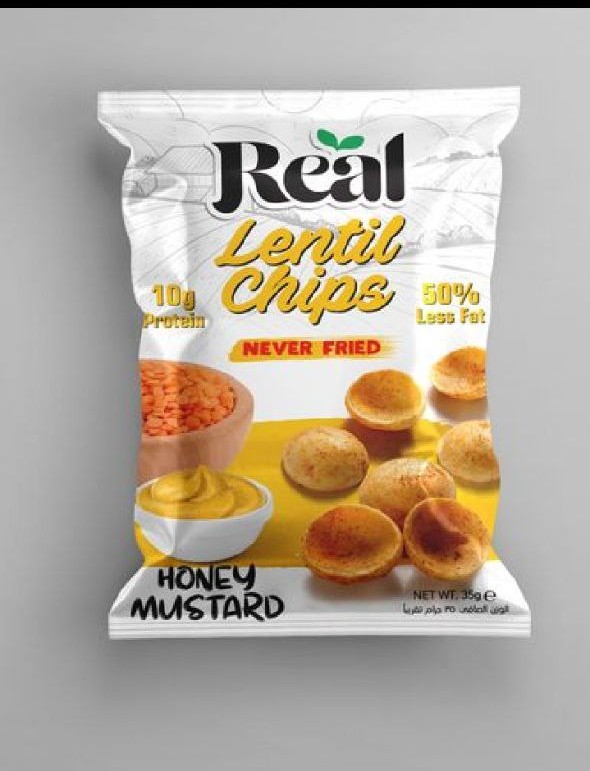 Real
Lentil
Chips
10g
Protein
50%
Less Fat
NEVER FRIED
HONEY
MUSTARD
NET WT. 35g e
الوزن الصافي ٣٥ جرام تقريباً